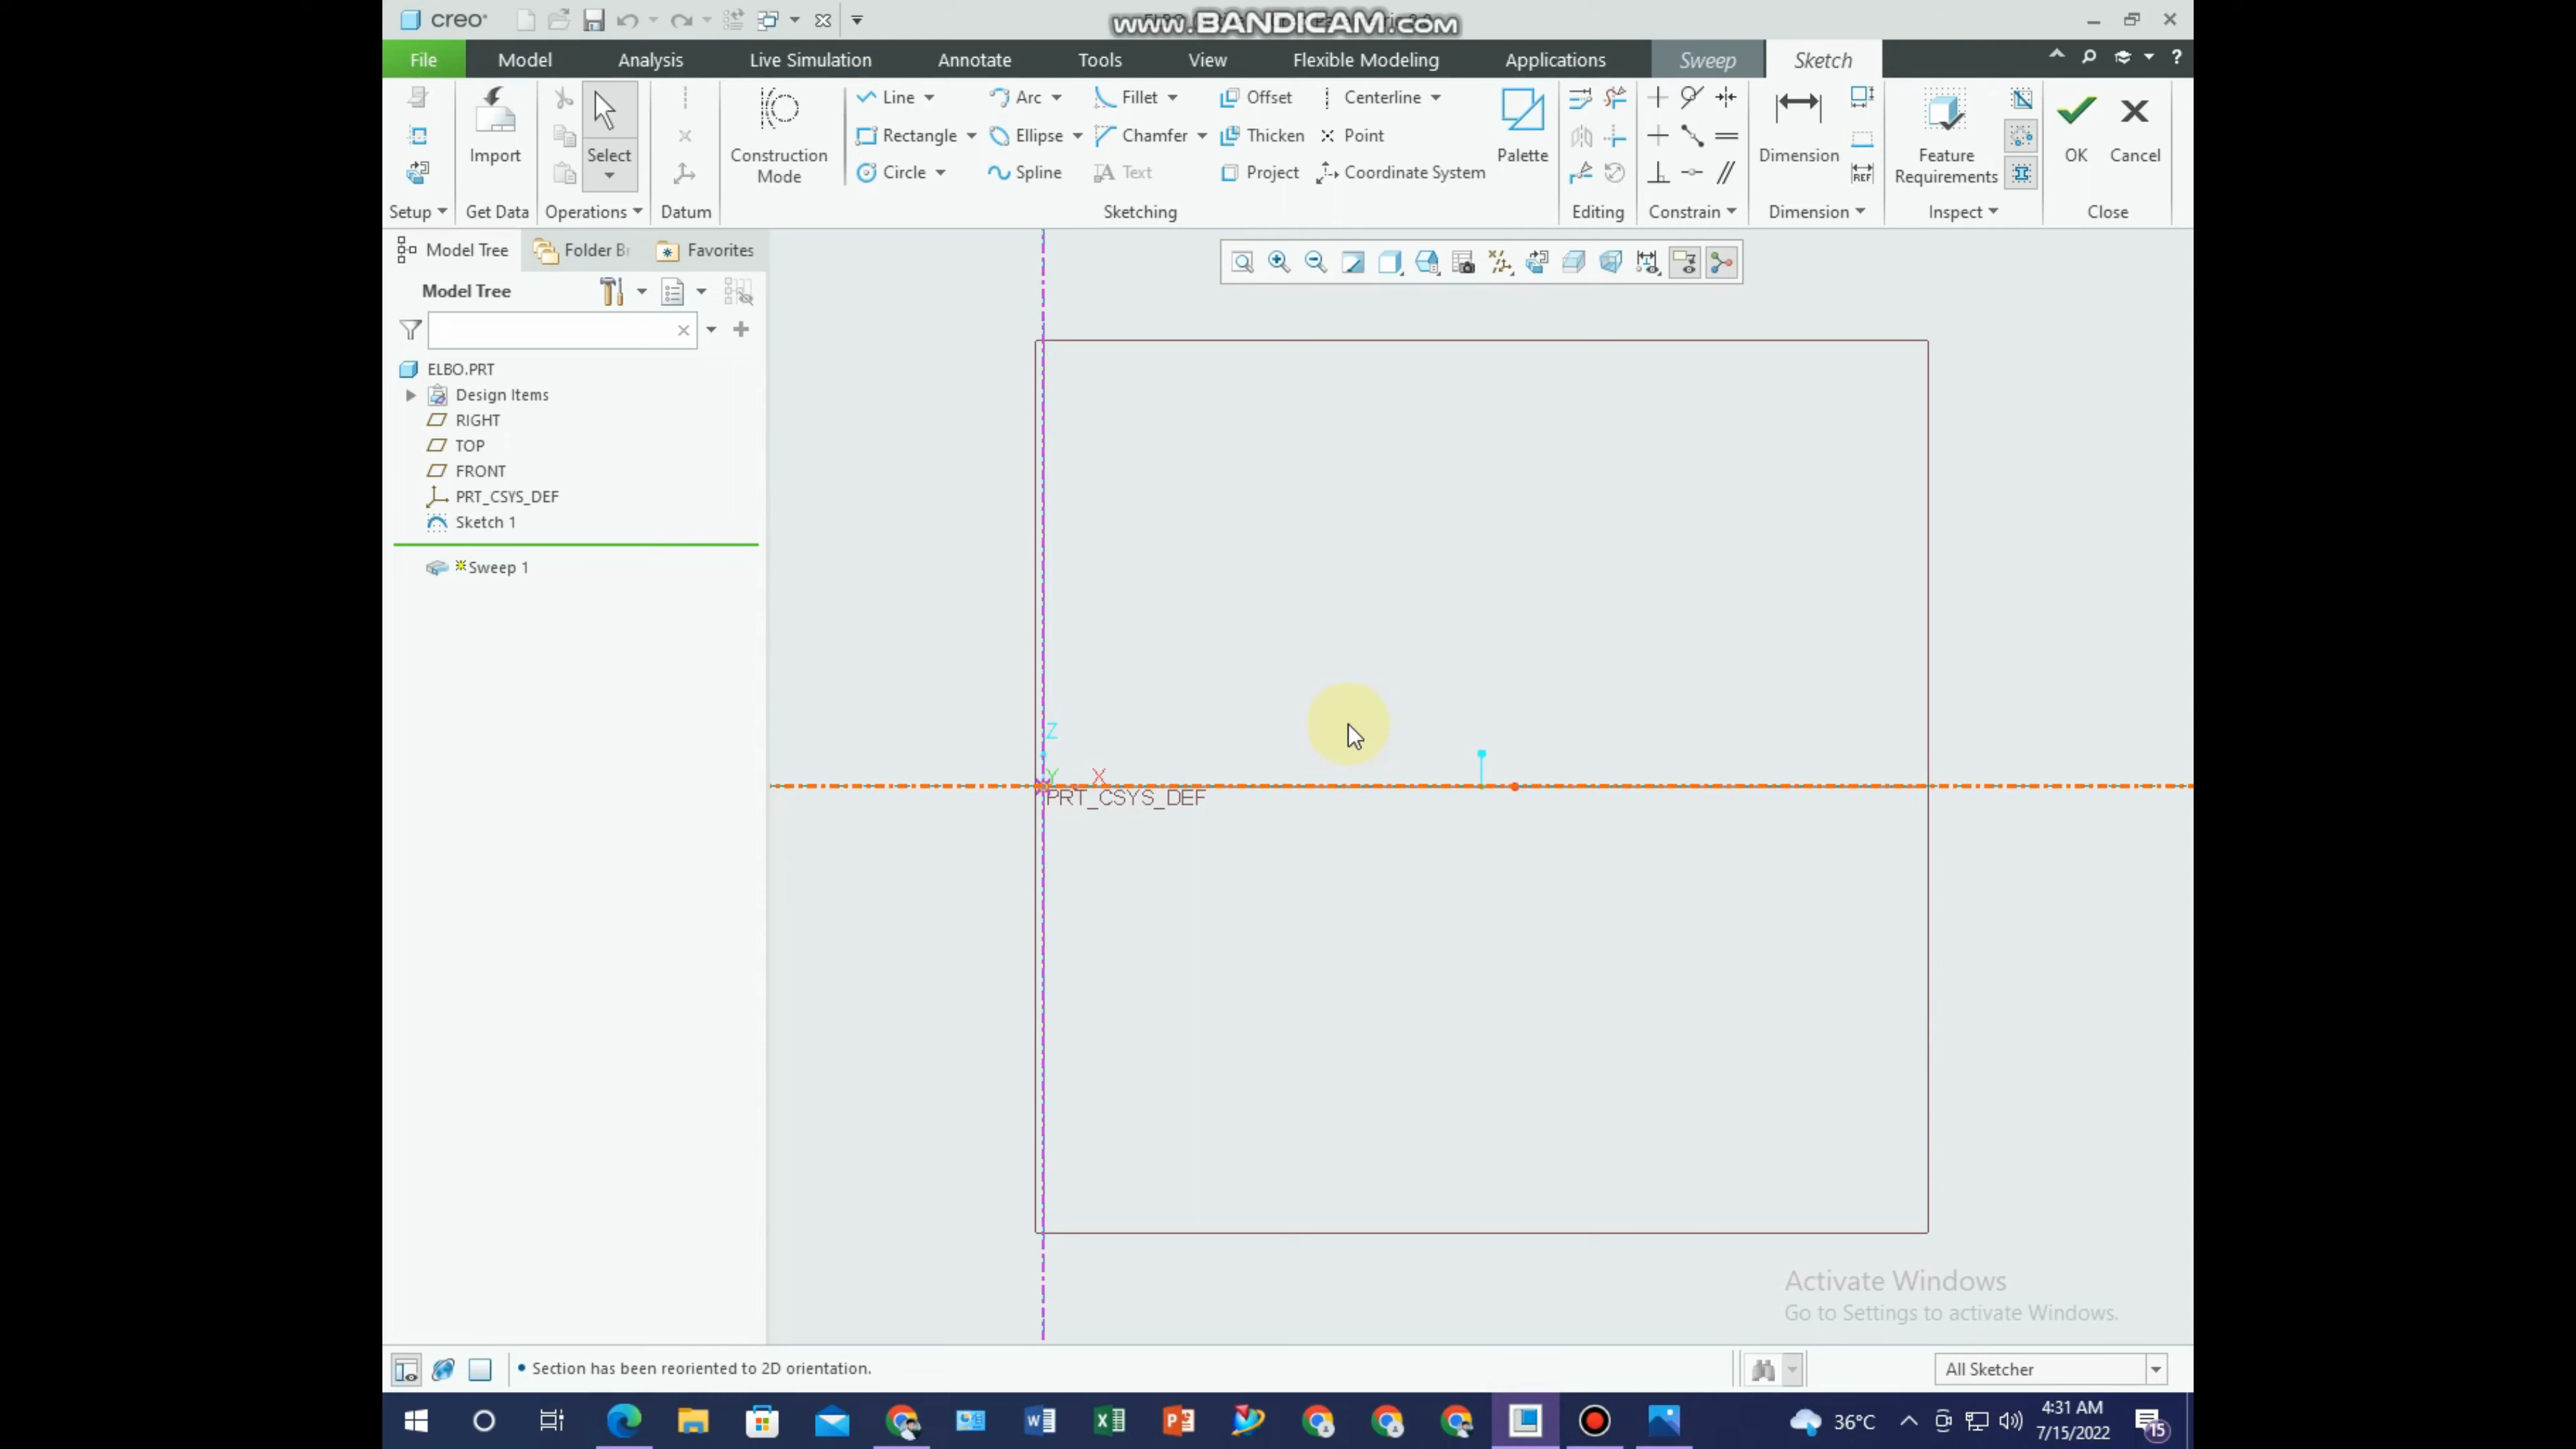 creo
www.BANDICAM.com
File Model Analysis Live Simulation Annotate Tools View Flexible Modeling Applications Sweep Sketch
Line Arc Fillet Offset Centerline
Rectangle Ellipse Chamfer Thicken Point
Circle Spline Text Project Coordinate System
Import Select Construction Mode Palette Dimension Feature Requirements OK Cancel
REF
Setup Get Data Operations Datum Sketching Editing Constrain Dimension Inspect Close
Model Tree Folder Br Favorites
Model Tree
ELBO.PRT
Design Items
RIGHT
TOP
FRONT
PRT_CSYS_DEF
Sketch 1
Sweep 1
Z
Y X
PRT_CSYS_DEF
Activate Windows
Go to Settings to activate Windows.
Section has been reoriented to 2D orientation.
All Sketcher
36°C
4:31 AM
7/15/2022
15